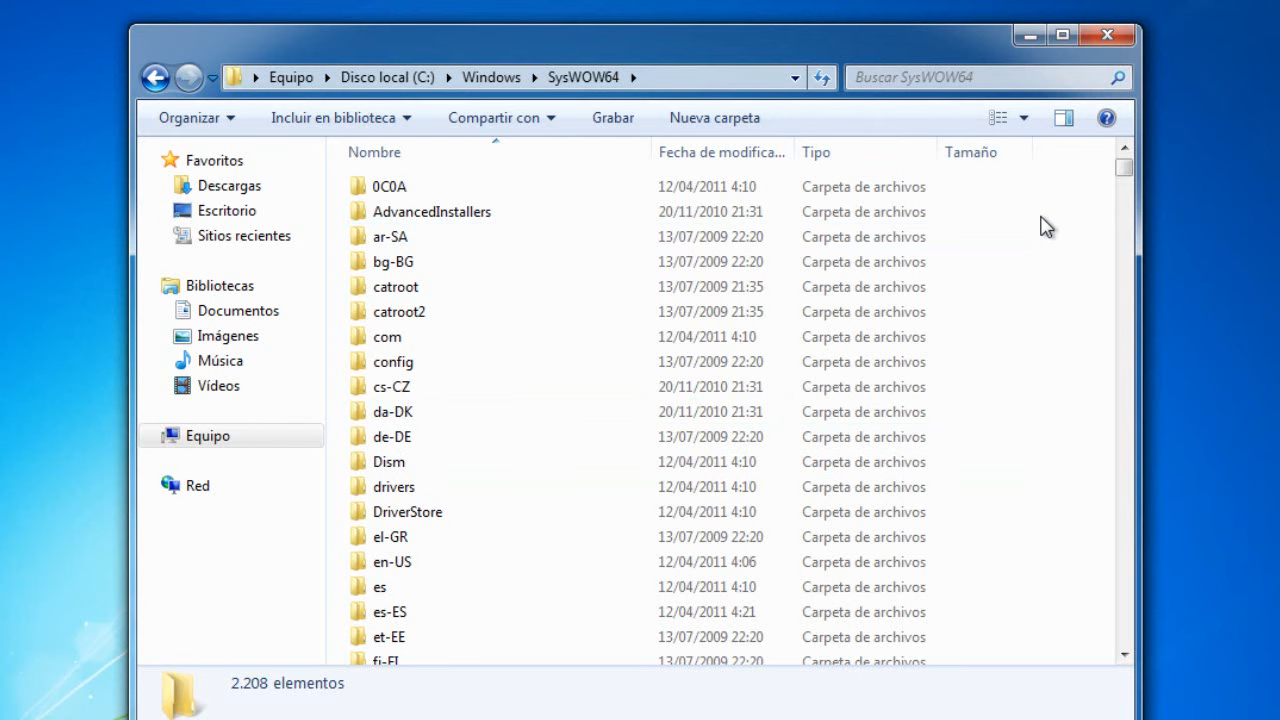 Equipo Disco local (C:) Windows SysWOW64 Buscar SysWOW64
Organizar Incluir en biblioteca Compartir con Grabar Nueva carpeta
Nombre Fecha de modifica... Tipo Tamaño
Favoritos
Descargas
Escritorio
Sitios recientes
Bibliotecas
Documentos
Imágenes
Música
Vídeos
Equipo
Red
0C0A 12/04/2011 4:10 Carpeta de archivos
AdvancedInstallers 20/11/2010 21:31 Carpeta de archivos
ar-SA 13/07/2009 22:20 Carpeta de archivos
bg-BG 13/07/2009 22:20 Carpeta de archivos
catroot 13/07/2009 21:35 Carpeta de archivos
catroot2 13/07/2009 21:35 Carpeta de archivos
com 12/04/2011 4:10 Carpeta de archivos
config 13/07/2009 22:20 Carpeta de archivos
cs-CZ 20/11/2010 21:31 Carpeta de archivos
da-DK 20/11/2010 21:31 Carpeta de archivos
de-DE 13/07/2009 22:20 Carpeta de archivos
Dism 12/04/2011 4:10 Carpeta de archivos
drivers 12/04/2011 4:10 Carpeta de archivos
DriverStore 12/04/2011 4:10 Carpeta de archivos
el-GR 13/07/2009 22:20 Carpeta de archivos
en-US 12/04/2011 4:06 Carpeta de archivos
es 12/04/2011 4:10 Carpeta de archivos
es-ES 12/04/2011 4:21 Carpeta de archivos
et-EE 13/07/2009 22:20 Carpeta de archivos
fi-FI 13/07/2009 22:20 Carpeta de archivos
2.208 elementos